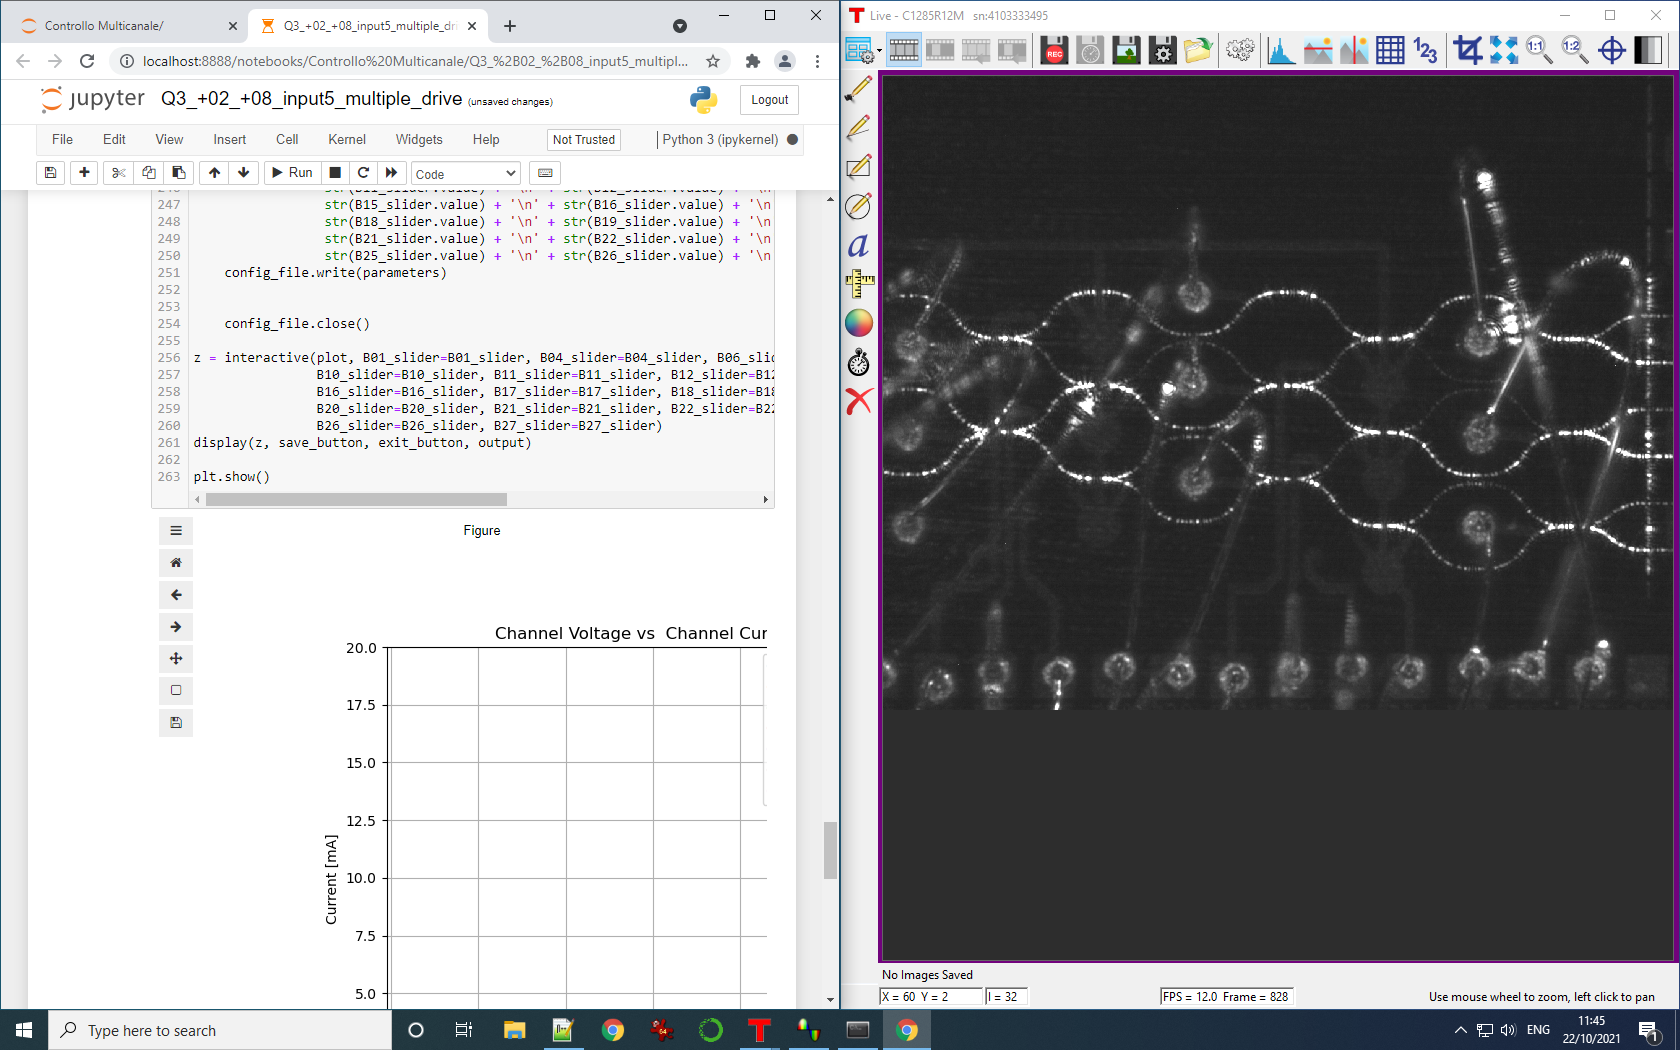 Controllo Multicanale/
Q3_+02_+08_input5_multiple_dri
localhost:8888/notebooks/Controllo%20Multicanale/Q3_%2B02_%2B08_input5_multipl...
jupyter Q3_+02_+08_input5_multiple_drive (unsaved changes)
Logout
File Edit View Insert Cell Kernel Widgets Help
Not Trusted
Python 3 (ipykernel)
Run
Code
247 str(B15_slider.value) + '\n' + str(B16_slider.value) + '\n
248 str(B18_slider.value) + '\n' + str(B19_slider.value) + '\n
249 str(B21_slider.value) + '\n' + str(B22_slider.value) + '\n
250 str(B25_slider.value) + '\n' + str(B26_slider.value) + '\n
251 config_file.write(parameters)
252
253
254 config_file.close()
255
256 z = interactive(plot, B01_slider=B01_slider, B04_slider=B04_slider, B06_slid
257 B10_slider=B10_slider, B11_slider=B11_slider, B12_slider=B12
258 B16_slider=B16_slider, B17_slider=B17_slider, B18_slider=B18
259 B20_slider=B20_slider, B21_slider=B21_slider, B22_slider=B22
260 B26_slider=B26_slider, B27_slider=B27_slider)
261 display(z, save_button, exit_button, output)
262
263 plt.show()
Figure
Channel Voltage vs Channel Cur
20.0
17.5
15.0
12.5
10.0
7.5
5.0
Current [mA]
Live - C1285R12M sn:4103333495
REC
1:1
1:2
123
a
No Images Saved
X = 60 Y = 2
I = 32
FPS = 12.0 Frame = 828
Use mouse wheel to zoom, left click to pan
Type here to search
64
ENG
11:45
22/10/2021
1